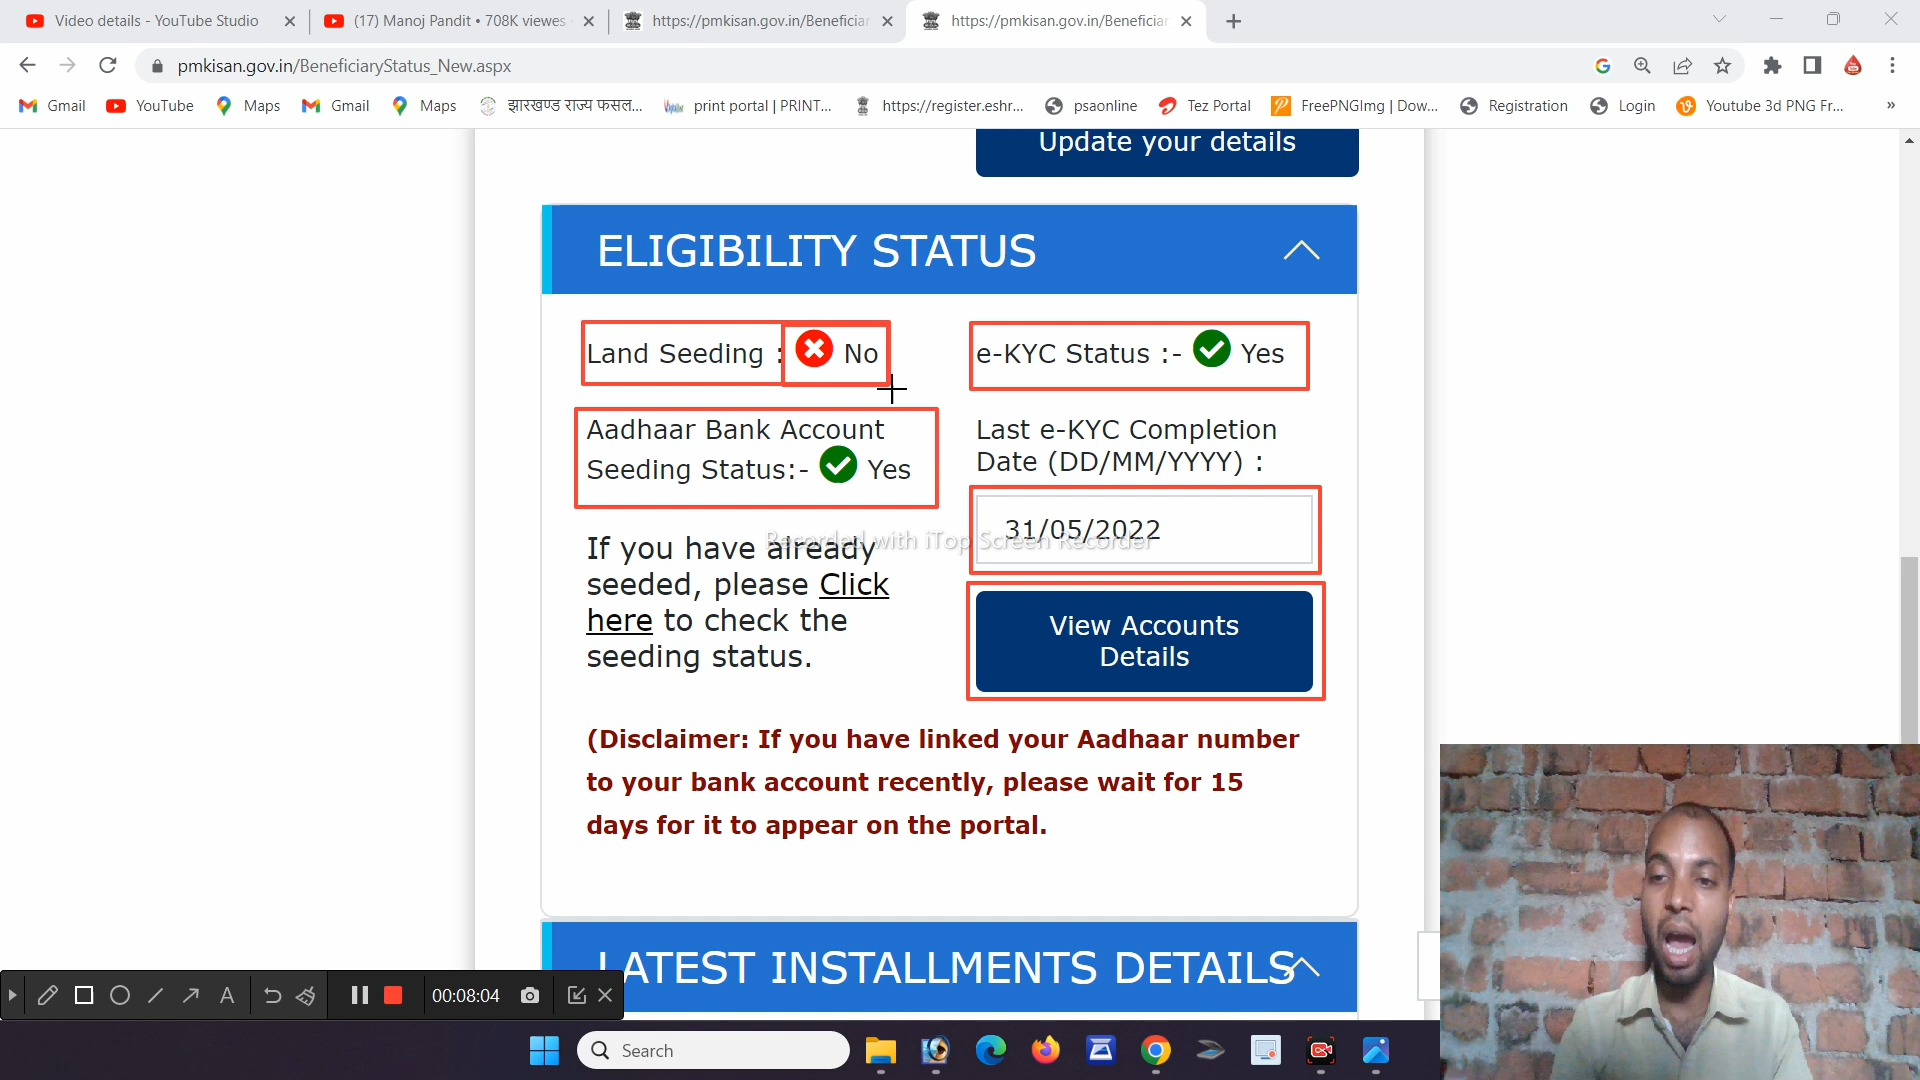 Video details - YouTube Studio
(17) Manoj Pandit • 708K viewes
https://pmkisan.gov.in/Beneficiar
https://pmkisan.gov.in/Beneficiar
pmkisan.gov.in/BeneficiaryStatus_New.aspx
Gmail YouTube Maps Gmail Maps झारखण्ड राज्य फसल... print portal | PRINT... https://register.eshr... psaonline Tez Portal FreePNGImg | Dow... Registration Login Youtube 3d PNG Fr... »
Update your details
ELIGIBILITY STATUS
Land Seeding : No
e-KYC Status :- Yes
Aadhaar Bank Account
Seeding Status:- Yes
Last e-KYC Completion
Date (DD/MM/YYYY) :
31/05/2022
Recorded with iTop Screen Recorder
If you have already
seeded, please Click
here to check the
seeding status.
View Accounts
Details
(Disclaimer: If you have linked your Aadhaar number
to your bank account recently, please wait for 15
days for it to appear on the portal.
LATEST INSTALLMENTS DETAILS
A
00:08:04
Search